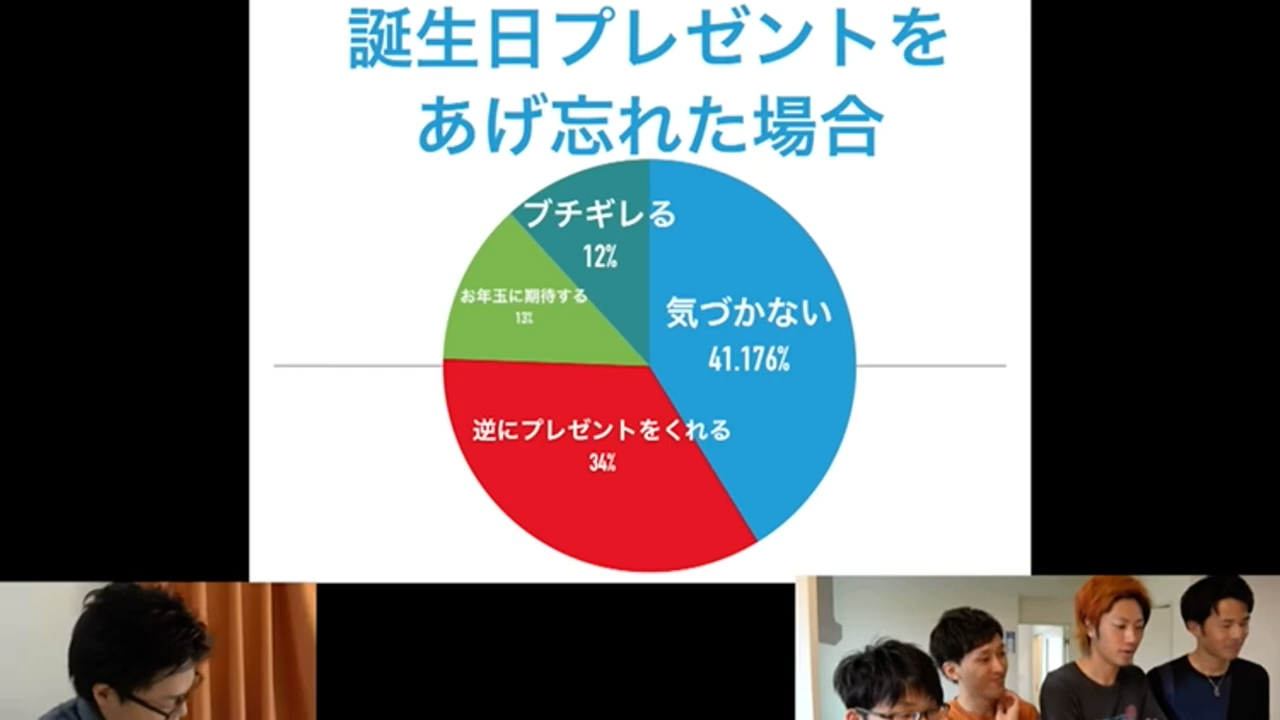 誕生日プレゼントを
あげ忘れた場合
ブチギレる
12%
お年玉に期待する
13%
気づかない
41.176%
逆にプレゼントをくれる
34%